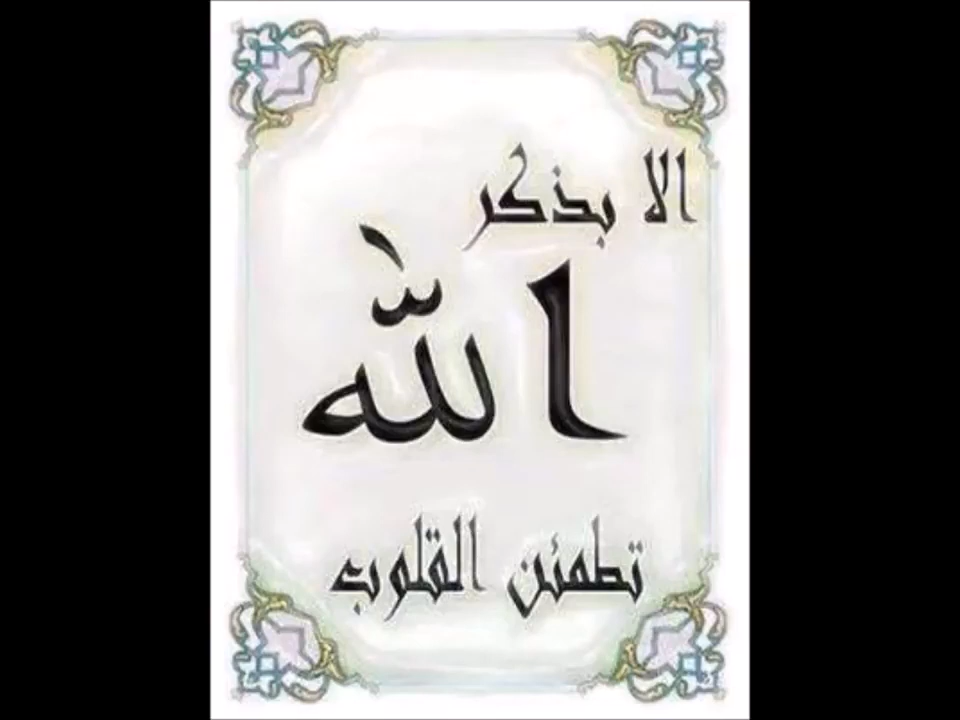 الا بذكر
الله
تطمئن القلوب